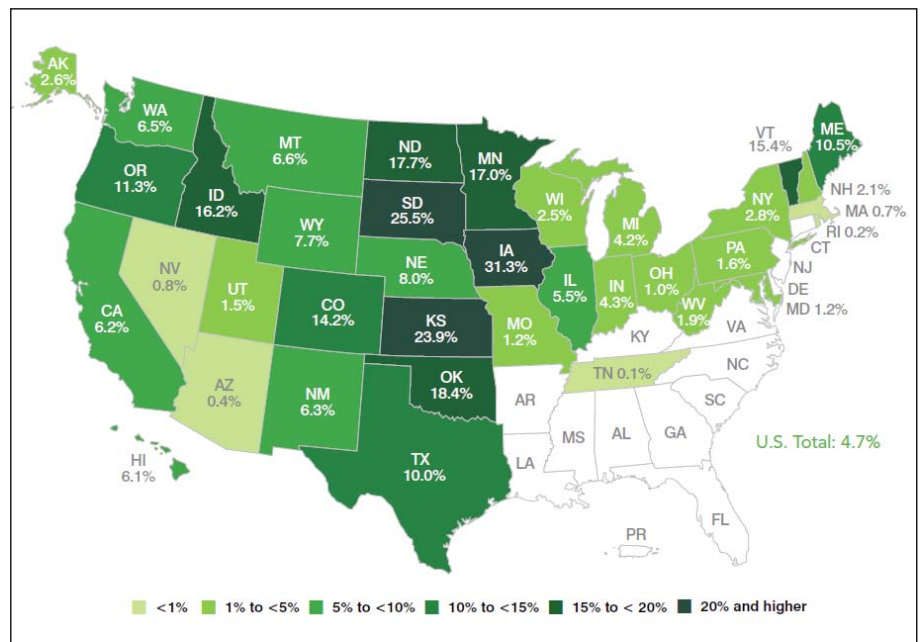 AK
2.6%
WA
6.5%
MT
6.6%
ND
17.7%
MN
17.0%
VT
15.4%
ME
10.5%
OR
11.3%
ID
16.2%
WY
7.7%
SD
25.5%
WI
2.5%
MI
4.2%
NY
2.8%
NH 2.1%
MA 0.7%
RI 0.2%
CT
NJ
DE
MD 1.2%
NV
0.8%
UT
1.5%
CO
14.2%
NE
8.0%
IA
31.3%
IL
5.5%
IN
4.3%
OH
1.0%
PA
1.6%
WV
1.9%
VA
CA
6.2%
KS
23.9%
MO
1.2%
KY
NC
AZ
0.4%
NM
6.3%
OK
18.4%
AR
TN 0.1%
SC
HI
6.1%
TX
10.0%
LA
MS
AL
GA
U.S. Total: 4.7%
FL
PR
<1% 1% to <5% 5% to <10% 10% to <15% 15% to < 20% 20% and higher